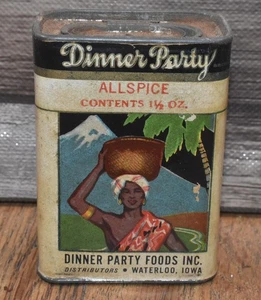 Dinner Party
ALLSPICE
CONTENTS 1½ OZ.
DINNER PARTY FOODS INC.
DISTRIBUTORS • WATERLOO, IOWA